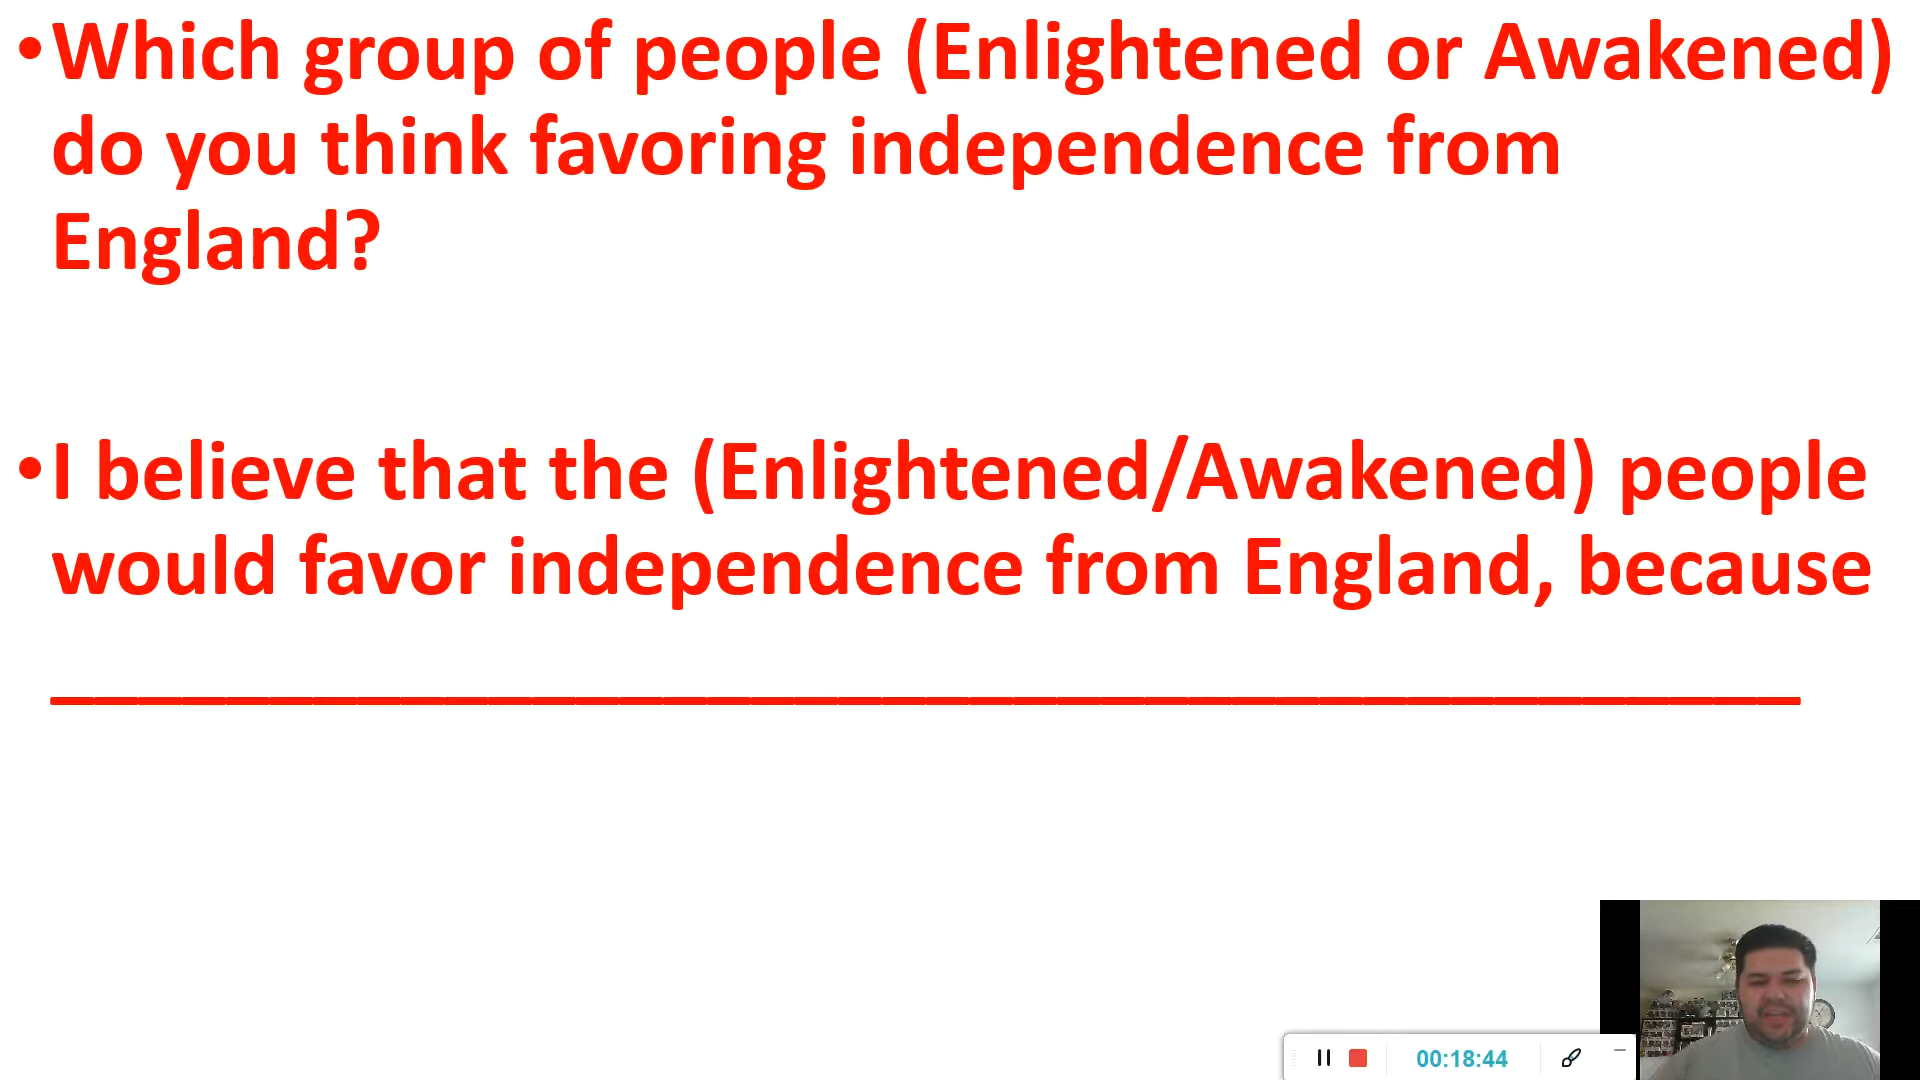 •Which group of people (Enlightened or Awakened)
do you think favoring independence from
England?
•I believe that the (Enlightened/Awakened) people
would favor independence from England, because
________________________________________
00:18:44